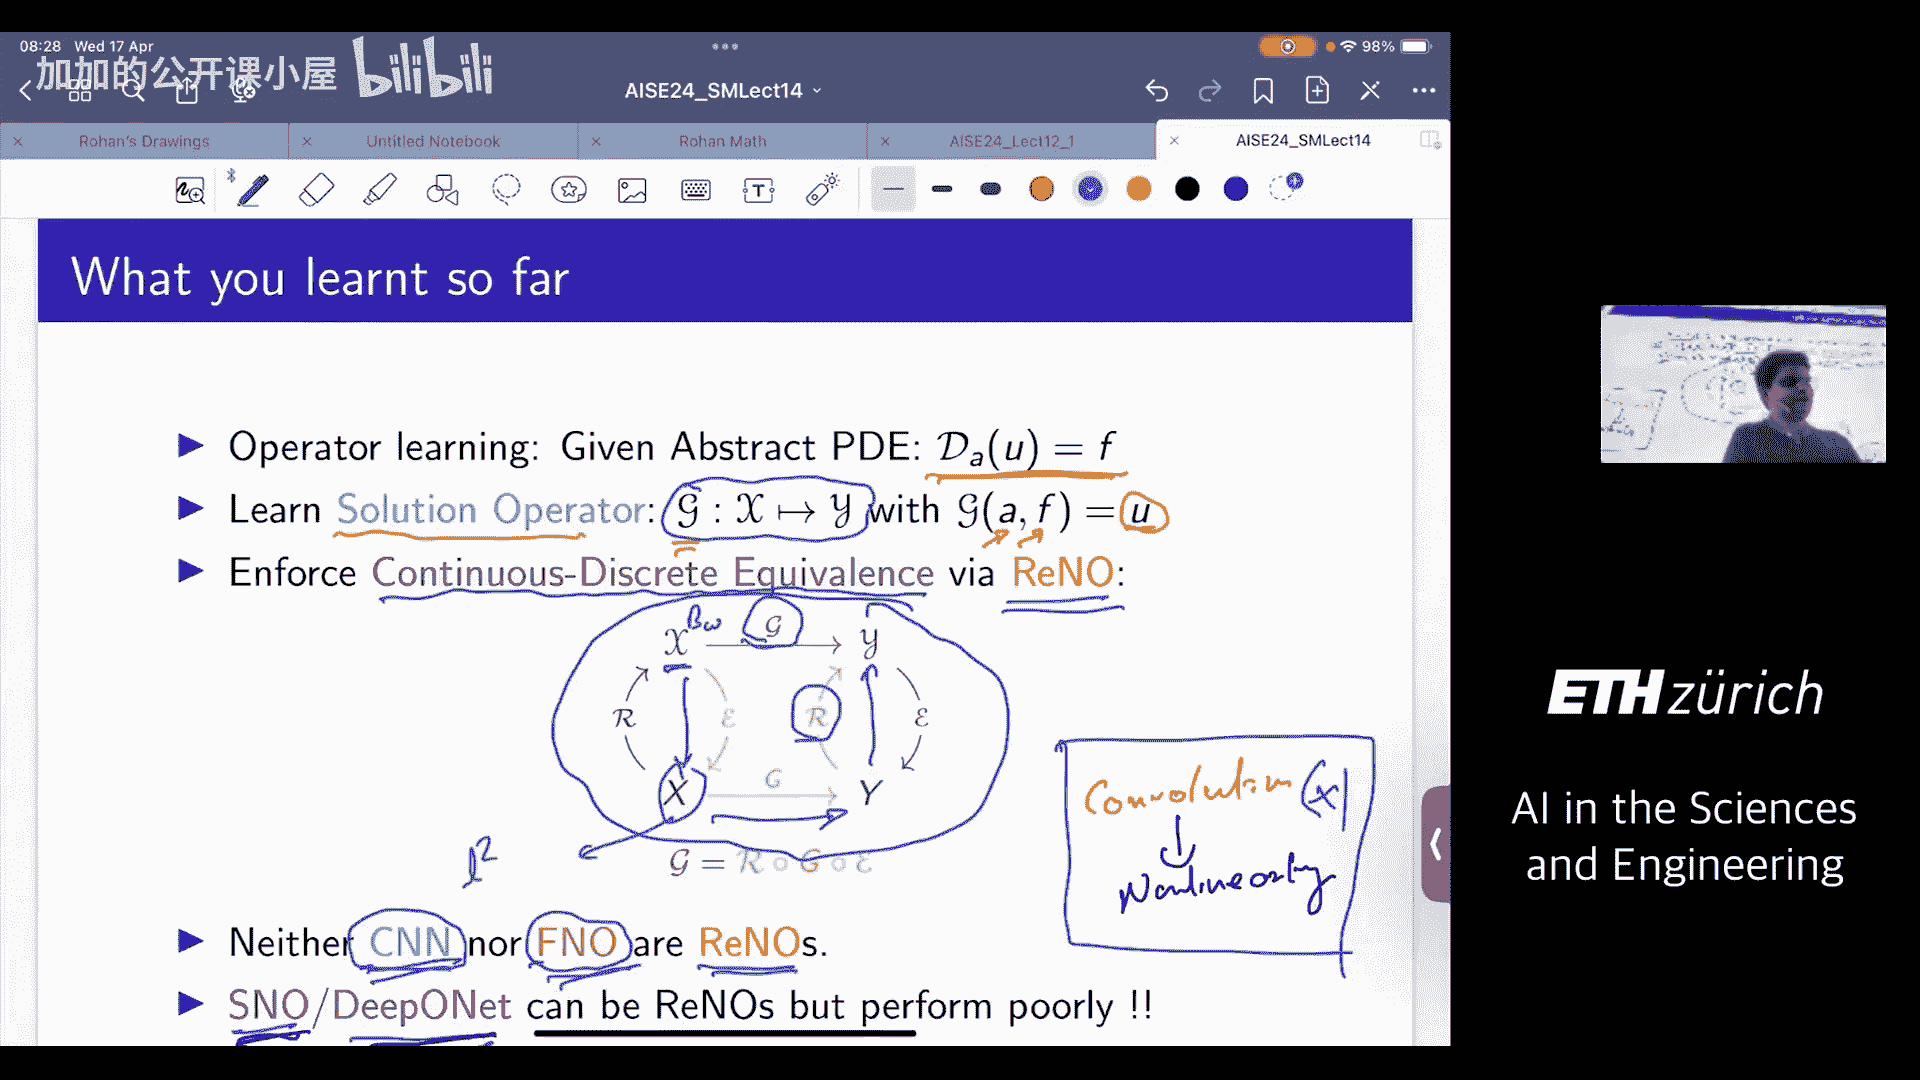 08:28 Wed 17 Apr
98%
加加的公开课小屋 bilibili
AISE24_SMLect14
Rohan's Drawings
Untitled Notebook
Rohan Math
AISE24_Lect12_1
AISE24_SMLect14
What you learnt so far
▶ Operator learning: Given Abstract PDE: 𝒟ₐ(u) = f
▶ Learn Solution Operator: 𝒢 : 𝒳 ↦ 𝒴 with 𝒢(a, f) = u
▶ Enforce Continuous-Discrete Equivalence via ReNO:
𝒳 Bω 𝒢 𝒴
ℛ ℰ ℛ ℰ
X G Y
l²
𝒢 = ℛ ∘ G ∘ ℰ
Convolution (x)
Nonlinearity
▶ Neither CNN nor FNO are ReNOs.
▶ SNO/DeepONet can be ReNOs but perform poorly !!
ETH zürich
AI in the Sciences
and Engineering